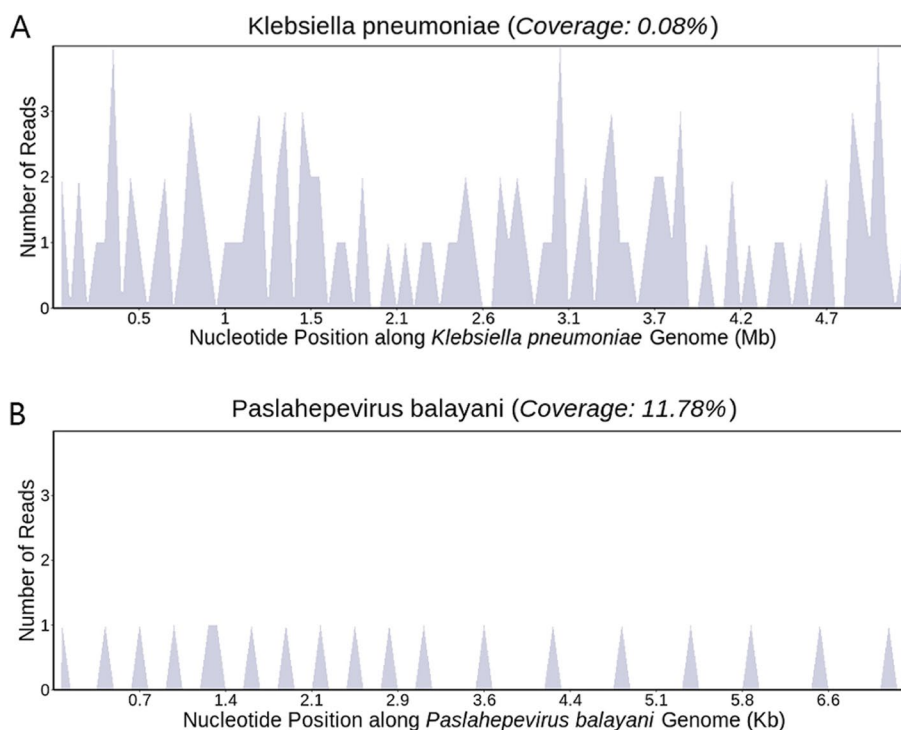 A
Klebsiella pneumoniae (Coverage: 0.08%)
Number of Reads
3
2
1
0
0.5 1 1.5 2.1 2.6 3.1 3.7 4.2 4.7
Nucleotide Position along Klebsiella pneumoniae Genome (Mb)
B
Paslahepevirus balayani (Coverage: 11.78%)
Number of Reads
3
2
1
0
0.7 1.4 2.1 2.9 3.6 4.4 5.1 5.8 6.6
Nucleotide Position along Paslahepevirus balayani Genome (Kb)